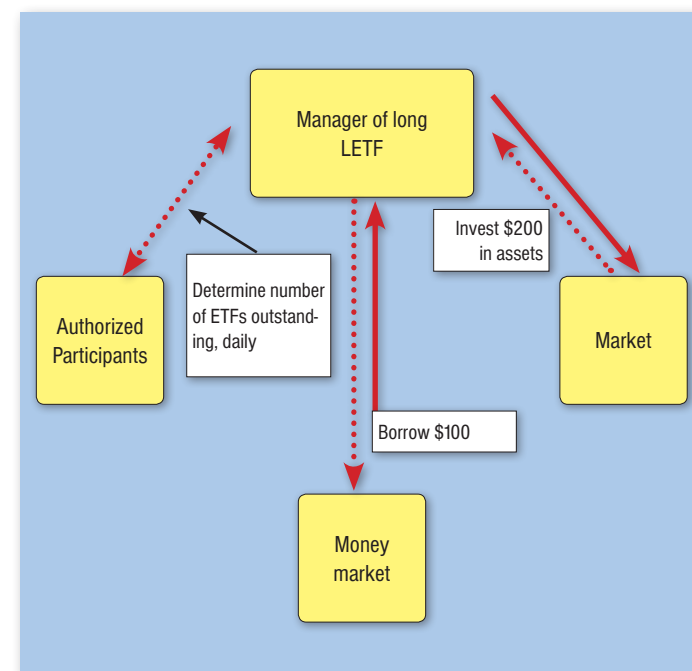 Manager of long
LETF
Invest $200
in assets
Determine number
of ETFs outstand-
ing, daily
Authorized
Participants
Market
Borrow $100
Money
market